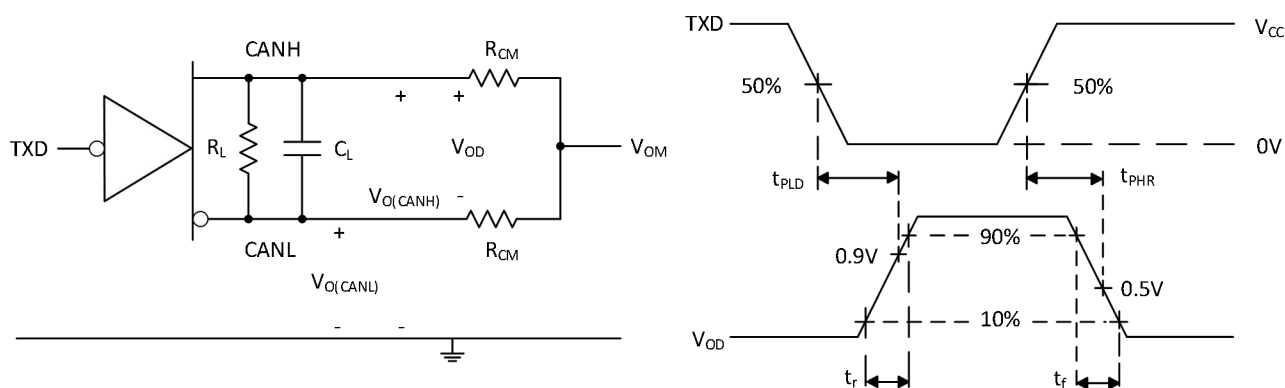 CANH
R_CM
TXD
R_L
C_L
+
+
V_OD
V_OM
V_O(CANH)
-
CANL
+
R_CM
V_O(CANL)
-
-
TXD
V_CC
50%
50%
0V
t_PLD
t_PHR
0.9V
90%
0.5V
10%
V_OD
t_r
t_f